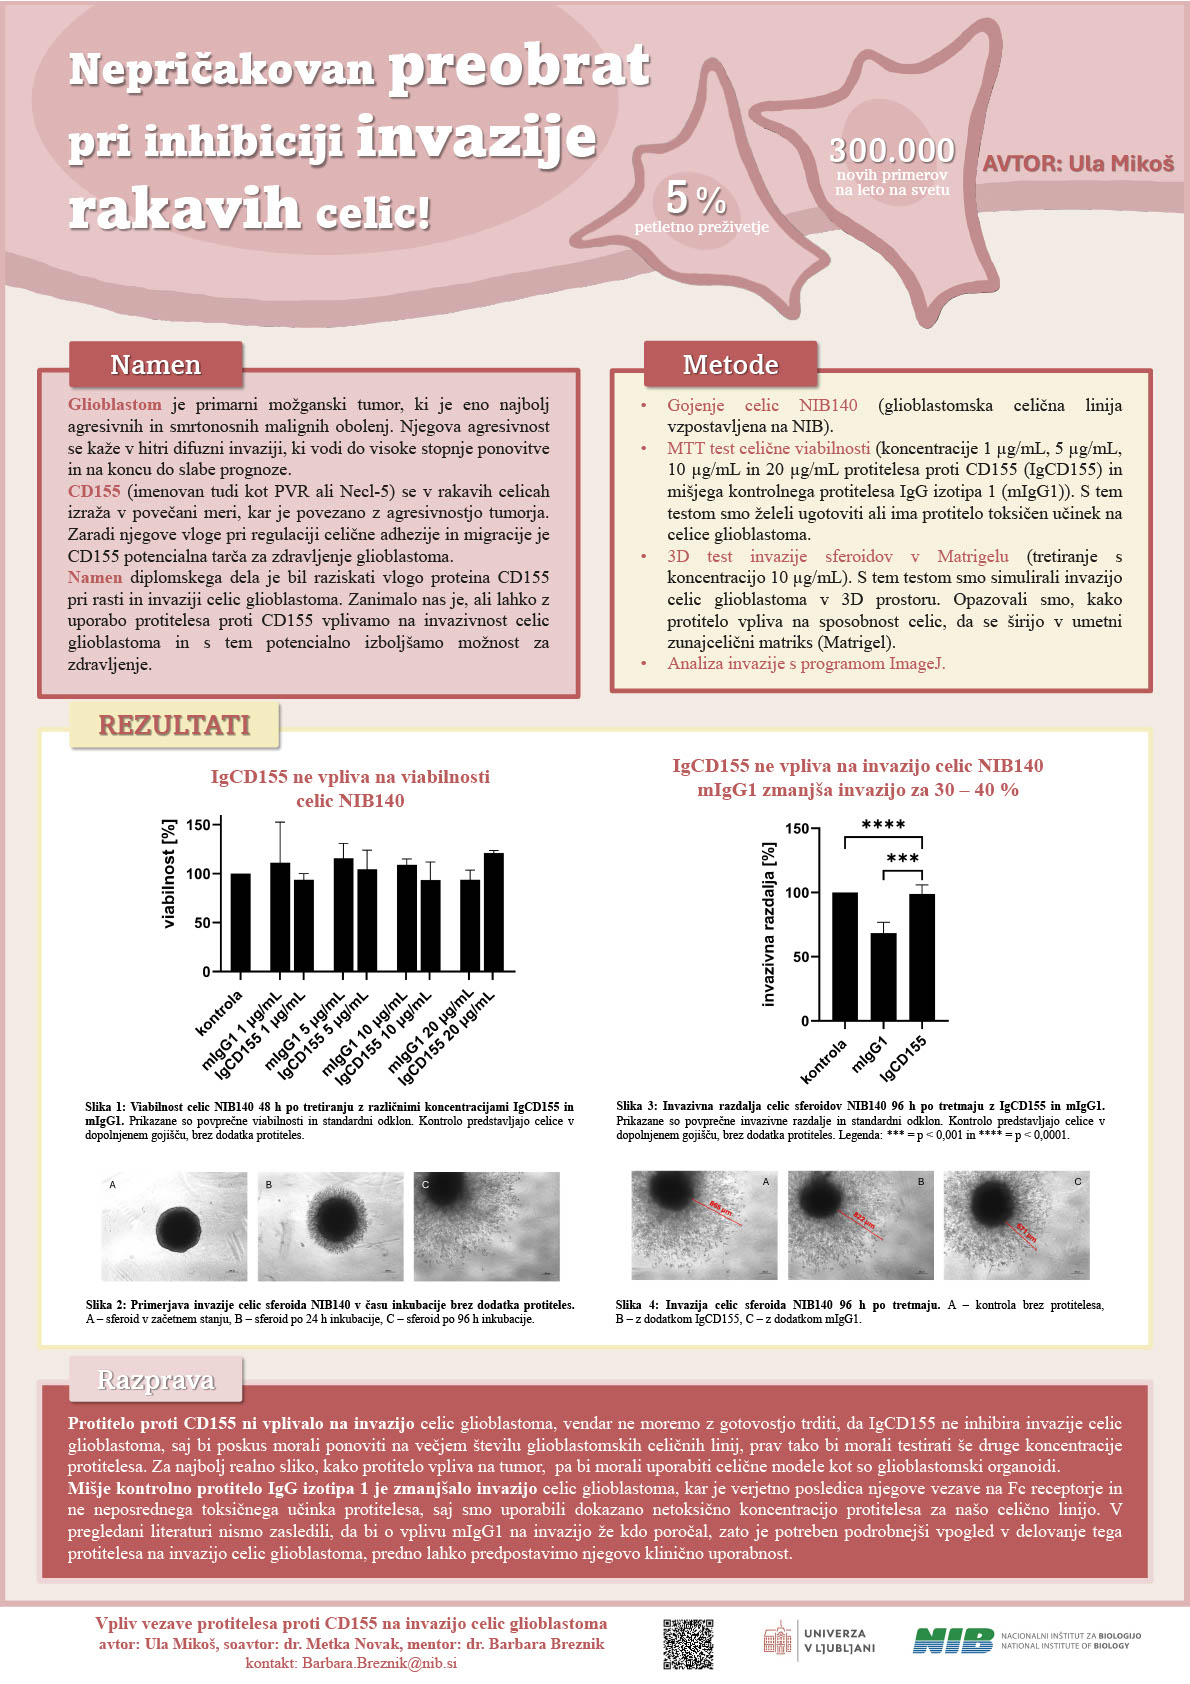 Nepričakovan preobrat
pri inhibiciji invazije
rakavih celic!
5 %
petletno preživetje
300.000
novih primerov
na leto na svetu
AVTOR: Ula Mikoš
Namen
Glioblastom je primarni možganski tumor, ki je eno najbolj
agresivnih in smrtonosnih malignih obolenj. Njegova agresivnost
se kaže v hitri difuzni invaziji, ki vodi do visoke stopnje ponovitve
in na koncu do slabe prognoze.
CD155 (imenovan tudi kot PVR ali Necl-5) se v rakavih celicah
izraža v povečani meri, kar je povezano z agresivnostjo tumorja.
Zaradi njegove vloge pri regulaciji celične adhezije in migracije je
CD155 potencialna tarča za zdravljenje glioblastoma.
Namen diplomskega dela je bil raziskati vlogo proteina CD155
pri rasti in invaziji celic glioblastoma. Zanimalo nas je, ali lahko z
uporabo protitelesa proti CD155 vplivamo na invazivnost celic
glioblastoma in s tem potencialno izboljšamo možnost za
zdravljenje.
Metode
• Gojenje celic NIB140 (glioblastomska celična linija
vzpostavljena na NIB).
• MTT test celične viabilnosti (koncentracije 1 µg/mL, 5 µg/mL,
10 µg/mL in 20 µg/mL protitelesa proti CD155 (IgCD155) in
mišjega kontrolnega protitelesa IgG izotipa 1 (mIgG1)). S tem
testom smo želeli ugotoviti ali ima protitelo toksičen učinek na
celice glioblastoma.
• 3D test invazije sferoidov v Matrigelu (tretiranje s
koncentracijo 10 µg/mL). S tem testom smo simulirali invazijo
celic glioblastoma v 3D prostoru. Opazovali smo, kako
protitelo vpliva na sposobnost celic, da se širijo v umetni
zunajcelični matriks (Matrigel).
• Analiza invazije s programom ImageJ.
REZULTATI
IgCD155 ne vpliva na viabilnosti
celic NIB140
viabilnost [%]
150
100
50
0
kontrola
mIgG1 1 µg/mL
IgCD155 1 µg/mL
mIgG1 5 µg/mL
IgCD155 5 µg/mL
mIgG1 10 µg/mL
IgCD155 10 µg/mL
mIgG1 20 µg/mL
IgCD155 20 µg/mL
Slika 1: Viabilnost celic NIB140 48 h po tretiranju z različnimi koncentracijami IgCD155 in
mIgG1. Prikazane so povprečne viabilnosti in standardni odklon. Kontrolo predstavljajo celice v
dopolnjenem gojišču, brez dodatka protiteles.
A
B
C
Slika 2: Primerjava invazije celic sferoida NIB140 v času inkubacije brez dodatka protiteles.
A – sferoid v začetnem stanju, B – sferoid po 24 h inkubacije, C – sferoid po 96 h inkubacije.
IgCD155 ne vpliva na invazijo celic NIB140
mIgG1 zmanjša invazijo za 30 – 40 %
invazivna razdalja [%]
150
100
50
0
****
***
kontrola
mIgG1
IgCD155
Slika 3: Invazivna razdalja celic sferoidov NIB140 96 h po tretmaju z IgCD155 in mIgG1.
Prikazane so povprečne invazivne razdalje in standardni odklon. Kontrolo predstavljajo celice v
dopolnjenem gojišču, brez dodatka protiteles. Legenda: *** = p < 0,001 in **** = p < 0,0001.
A
B
822 µm
C
571 µm
Slika 4: Invazija celic sferoida NIB140 96 h po tretmaju. A – kontrola brez protitelesa,
B – z dodatkom IgCD155, C – z dodatkom mIgG1.
Razprava
Protitelo proti CD155 ni vplivalo na invazijo celic glioblastoma, vendar ne moremo z gotovostjo trditi, da IgCD155 ne inhibira invazije celic
glioblastoma, saj bi poskus morali ponoviti na večjem številu glioblastomskih celičnih linij, prav tako bi morali testirati še druge koncentracije
protitelesa. Za najbolj realno sliko, kako protitelo vpliva na tumor, pa bi morali uporabiti celične modele kot so glioblastomski organoidi.
Mišje kontrolno protitelo IgG izotipa 1 je zmanjšalo invazijo celic glioblastoma, kar je verjetno posledica njegove vezave na Fc receptorje in
ne neposrednega toksičnega učinka protitelesa, saj smo uporabili dokazano netoksično koncentracijo protitelesa za našo celično linijo. V
pregledani literaturi nismo zasledili, da bi o vplivu mIgG1 na invazijo že kdo poročal, zato je potreben podrobnejši vpogled v delovanje tega
protitelesa na invazijo celic glioblastoma, predno lahko predpostavimo njegovo klinično uporabnost.
Vpliv vezave protitelesa proti CD155 na invazijo celic glioblastoma
avtor: Ula Mikoš, soavtor: dr. Metka Novak, mentor: dr. Barbara Breznik
kontakt: Barbara.Breznik@nib.si
UNIVERZA
V LJUBLJANI
NIB
NACIONALNI INŠTITUT ZA BIOLOGIJO
NATIONAL INSTITUTE OF BIOLOGY